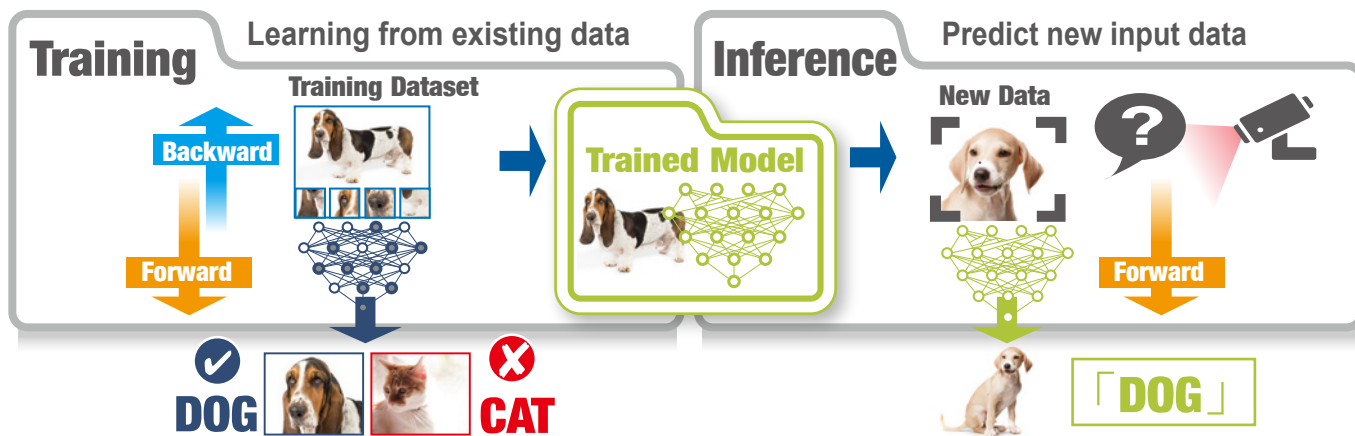 Training
Learning from existing data
Training Dataset
Backward
Forward
DOG
CAT
Trained Model
Inference
Predict new input data
New Data
?
Forward
「DOG」